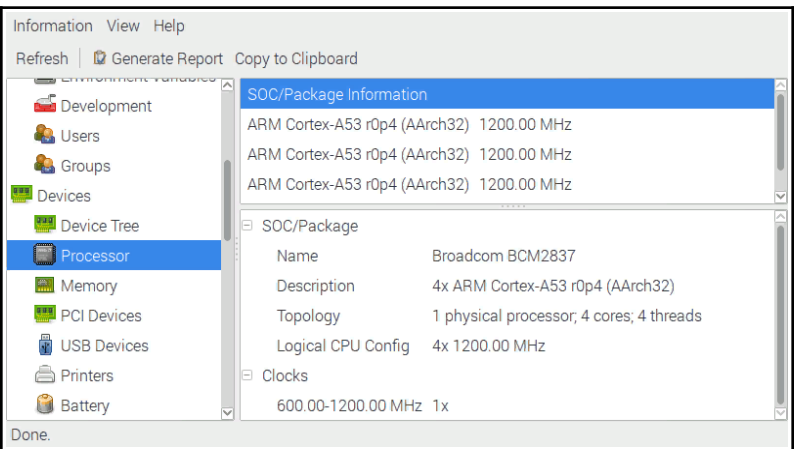 Information View Help
Refresh Generate Report Copy to Clipboard
Environment Variables
Development
Users
Groups
Devices
Device Tree
Processor
Memory
PCI Devices
USB Devices
Printers
Battery
SOC/Package Information
ARM Cortex-A53 r0p4 (AArch32) 1200.00 MHz
ARM Cortex-A53 r0p4 (AArch32) 1200.00 MHz
ARM Cortex-A53 r0p4 (AArch32) 1200.00 MHz
SOC/Package
Name Broadcom BCM2837
Description 4x ARM Cortex-A53 r0p4 (AArch32)
Topology 1 physical processor; 4 cores; 4 threads
Logical CPU Config 4x 1200.00 MHz
Clocks
600.00-1200.00 MHz 1x
Done.